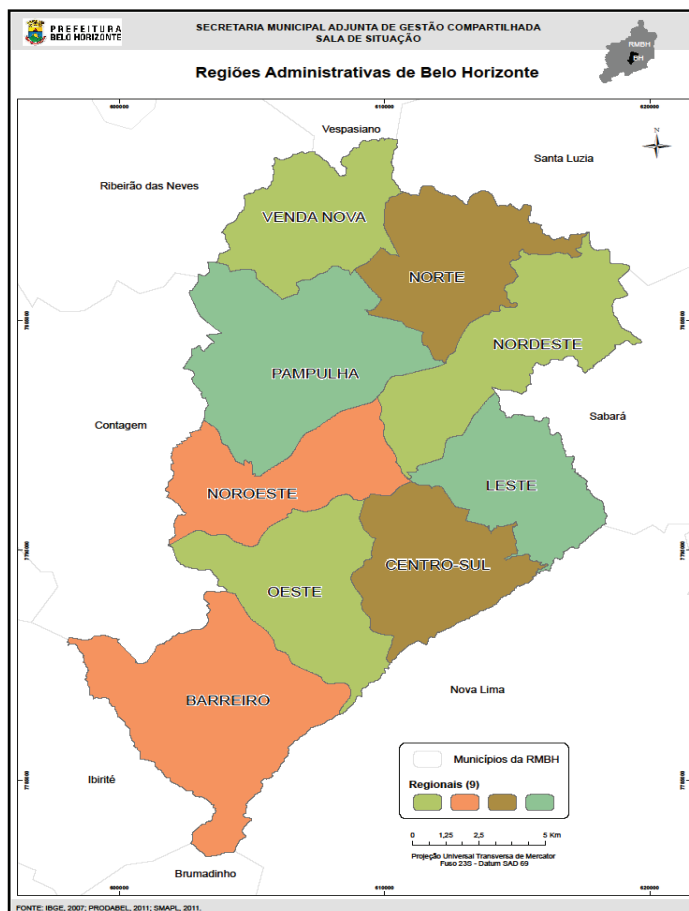 PREFEITURA
BELO HORIZONTE
SECRETARIA MUNICIPAL ADJUNTA DE GESTÃO COMPARTILHADA
SALA DE SITUAÇÃO
RMBH
BH
Regiões Administrativas de Belo Horizonte
600000
610000
620000
Vespasiano
N
Santa Luzia
Ribeirão das Neves
VENDA NOVA
NORTE
NORDESTE
PAMPULHA
Contagem
Sabará
NOROESTE
LESTE
CENTRO-SUL
OESTE
Nova Lima
BARREIRO
Municípios da RMBH
Ibirité
Regionais (9)
0 1,25 2,5 5 Km
Projeção Universal Transversa de Mercator
Fuso 23S - Datum SAD 69
Brumadinho
600000
610000
620000
FONTE: IBGE, 2007; PRODABEL, 2011; SMAPL, 2011.